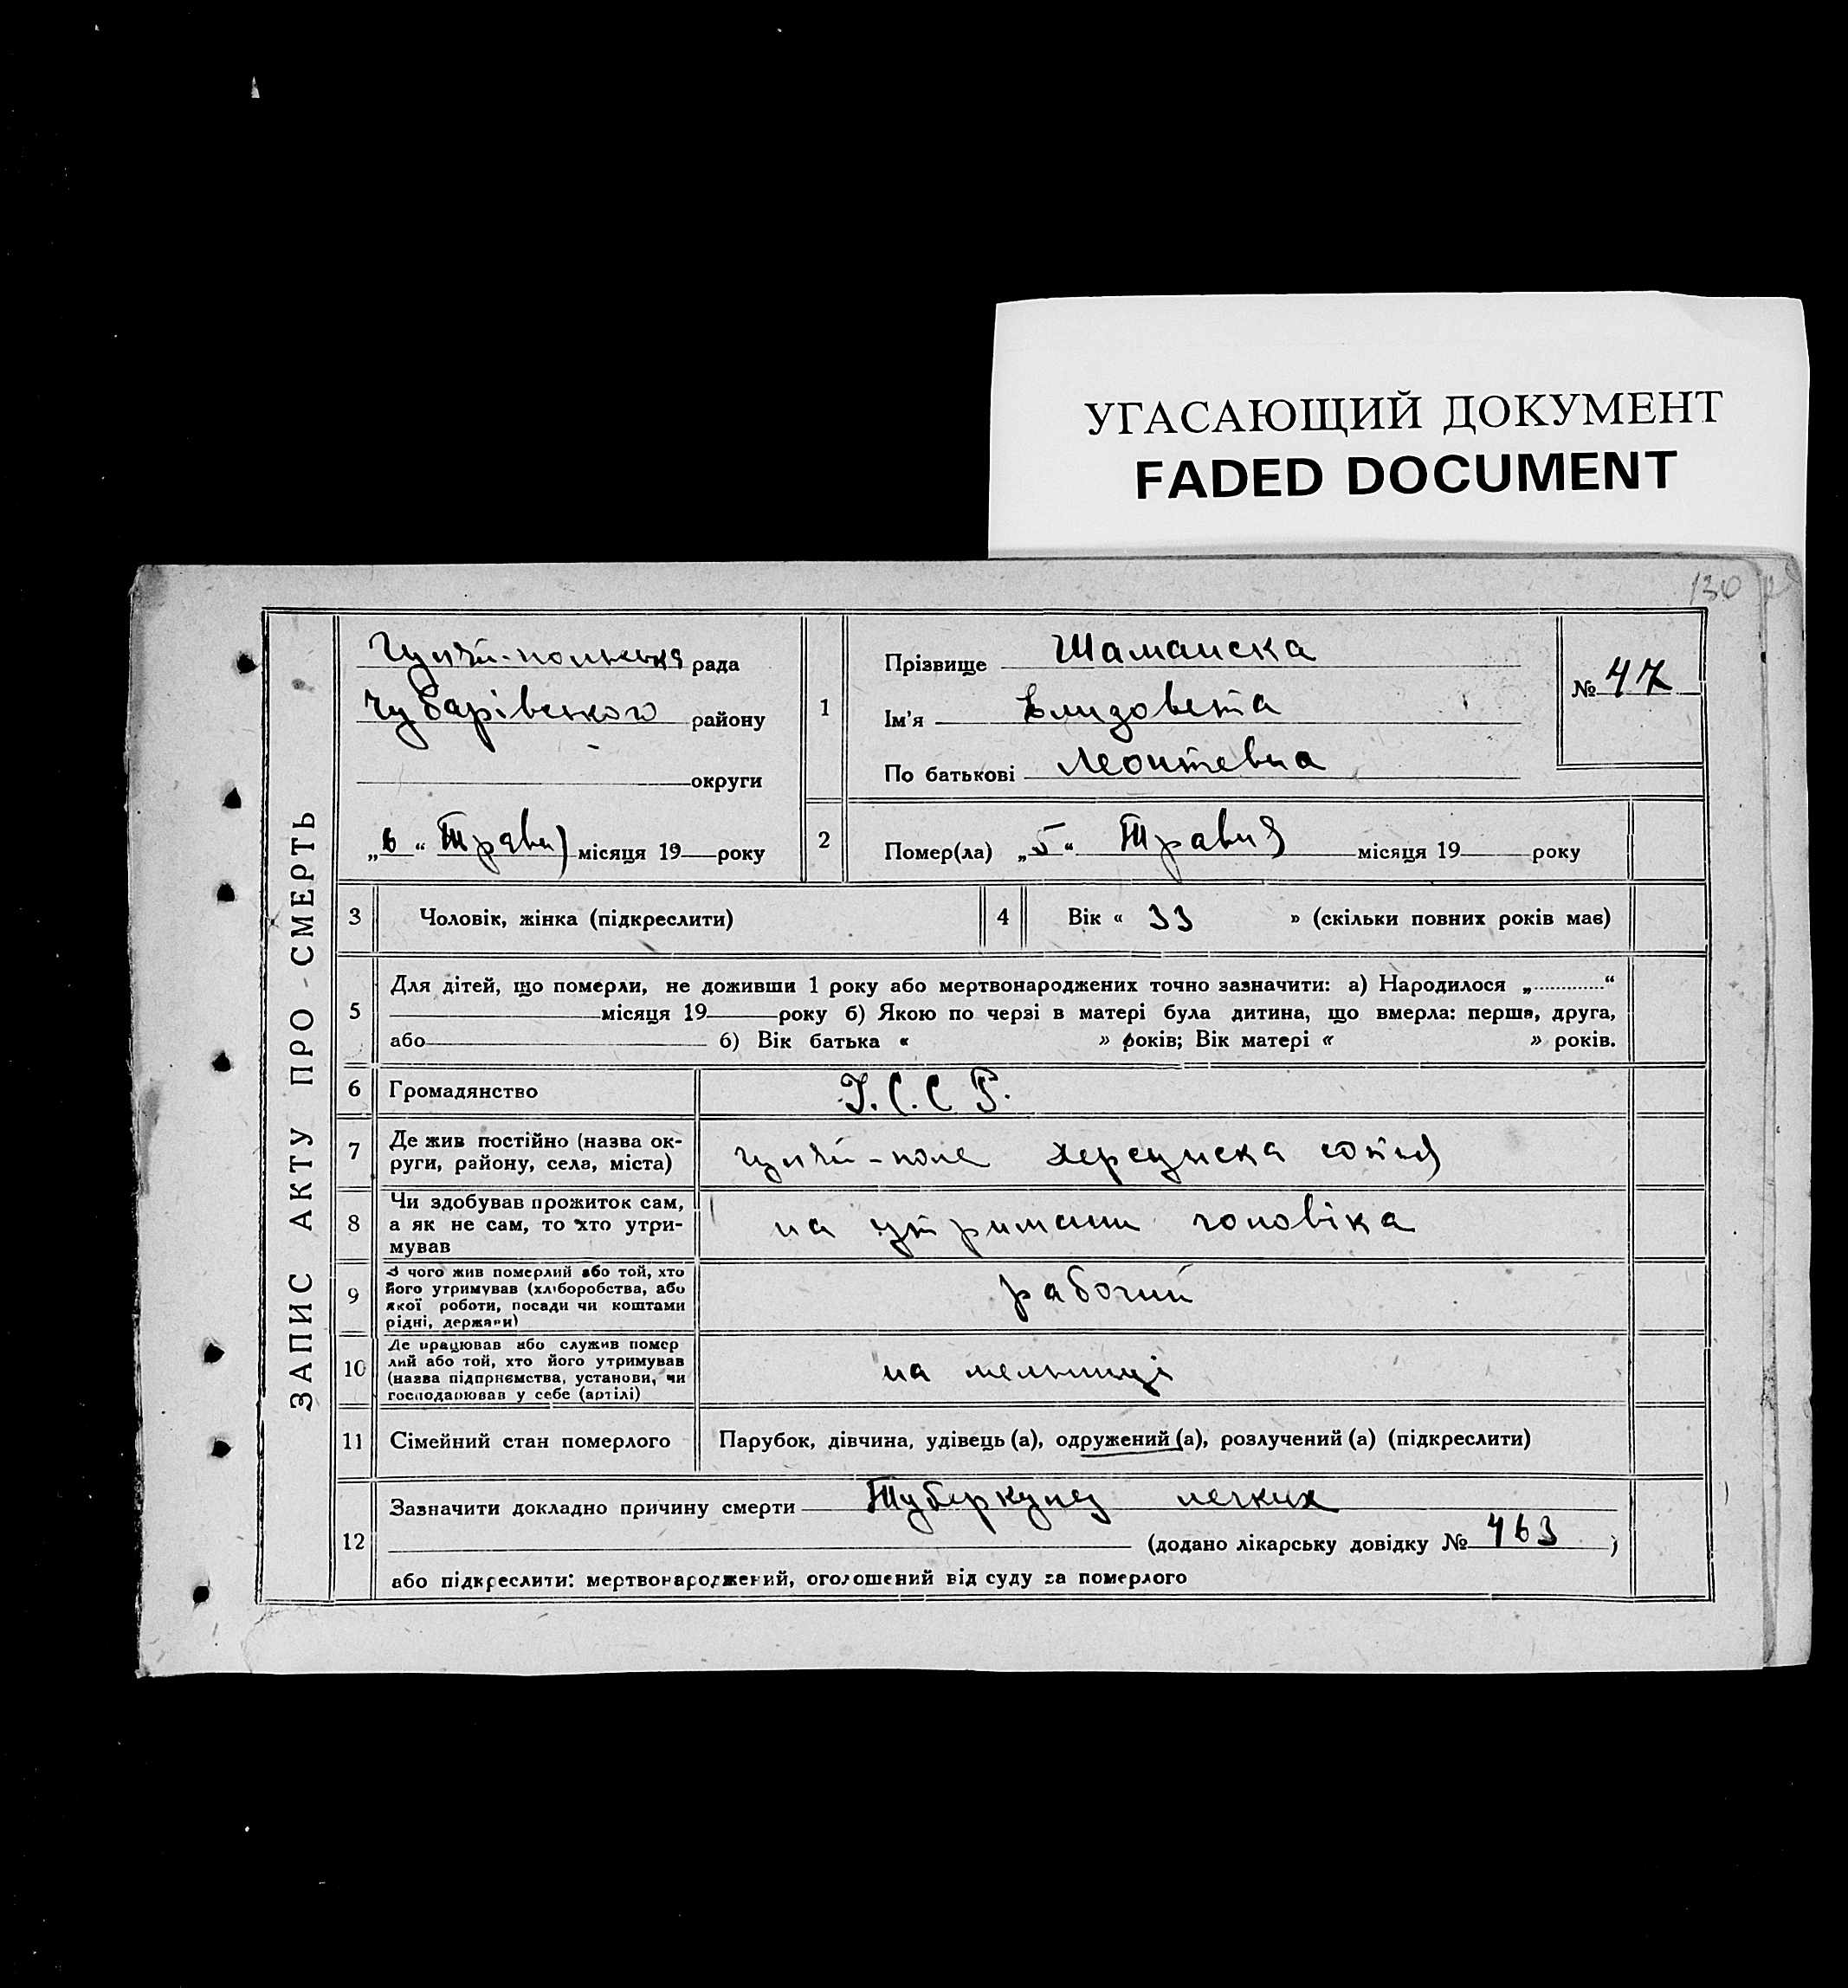 УГАСАЮЩИЙ ДОКУМЕНТ
FADED DOCUMENT
130
ЗАПИС АКТУ ПРО СМЕРТЬ
Гуляй-польська рада
Чубарівського району
округи
„6“ Травня місяця 19 року
1
Прізвище Шаманска
Ім'я Елизовета
По батькові Леонтевна
№ 47
2
Помер(ла) „5“ Травня місяця 19 року
3 Чоловік, жінка (підкреслити)
4 Вік « 33 » (скільки повних років має)
5
Для дітей, що померли, не доживши 1 року або мертвонароджених точно зазначити: а) Народилося „ “
місяця 19 року б) Якою по черзі в матері була дитина, що вмерла: перша, друга,
або б) Вік батька « » років; Вік матері « » років.
6 Громадянство У.С.С.Р.
7
Де жив постійно (назва ок-
руги, району, села, міста)
Гуляй-поле Херсунска сотня
8
Чи здобував прожиток сам,
а як не сам, то хто утри-
мував
на утриманн чоловіка
9
З чого жив померлий або той, хто
його утримував (хліборобства, або
якої роботи, посади чи коштами
рідні, держави)
рабочий
10
Де працював або служив помер
лий або той, хто його утримував
(назва підприємства, установи, чи
господарював у себе (артілі)
на мельниці
11 Сімейний стан померлого Парубок, дівчина, удівець (а), одружений (а), розлучений (а) (підкреслити)
12
Зазначити докладно причину смерти Туберкулез легких
(додано лікарську довідку № 463 )
або підкреслити: мертвонароджений, оголошений від суду за померлого